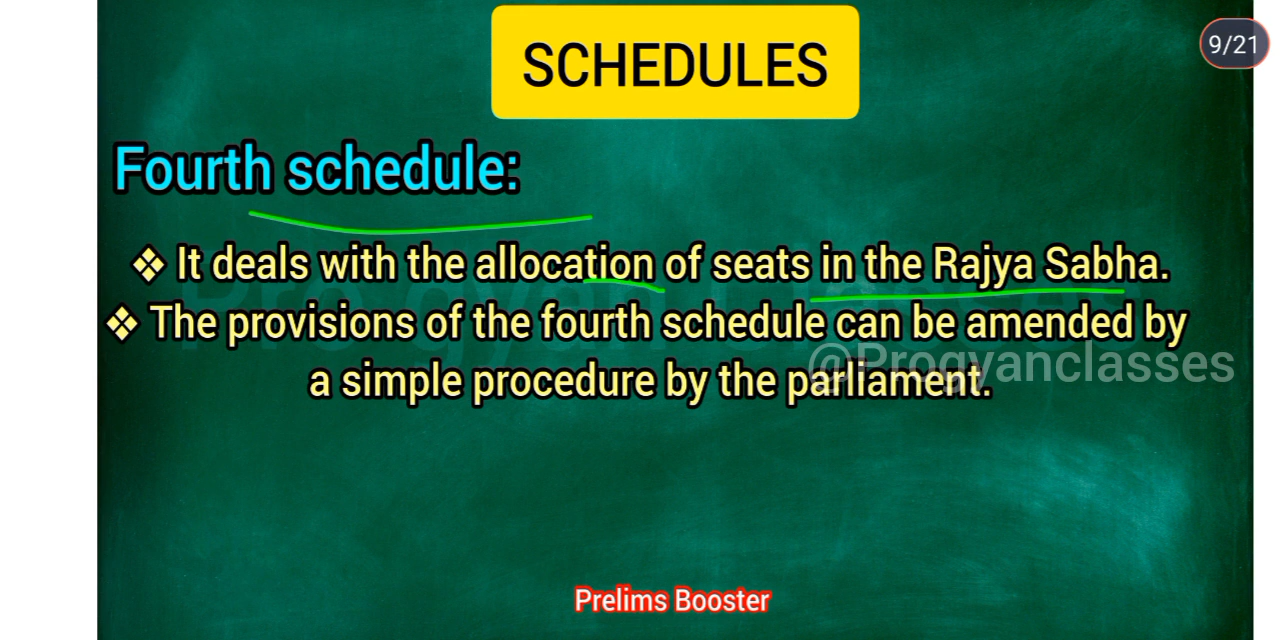 SCHEDULES
9/21
Fourth schedule:
❖ It deals with the allocation of seats in the Rajya Sabha.
❖ The provisions of the fourth schedule can be amended by
a simple procedure by the parliament.
@Progyanclasses
Prelims Booster